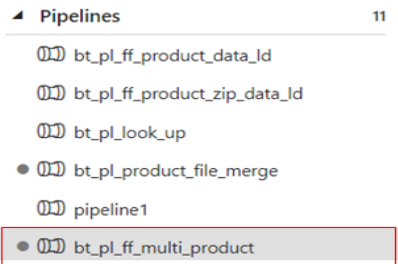 Pipelines 11
bt_pl_ff_product_data_ld
bt_pl_ff_product_zip_data_ld
bt_pl_look_up
bt_pl_product_file_merge
pipeline1
bt_pl_ff_multi_product